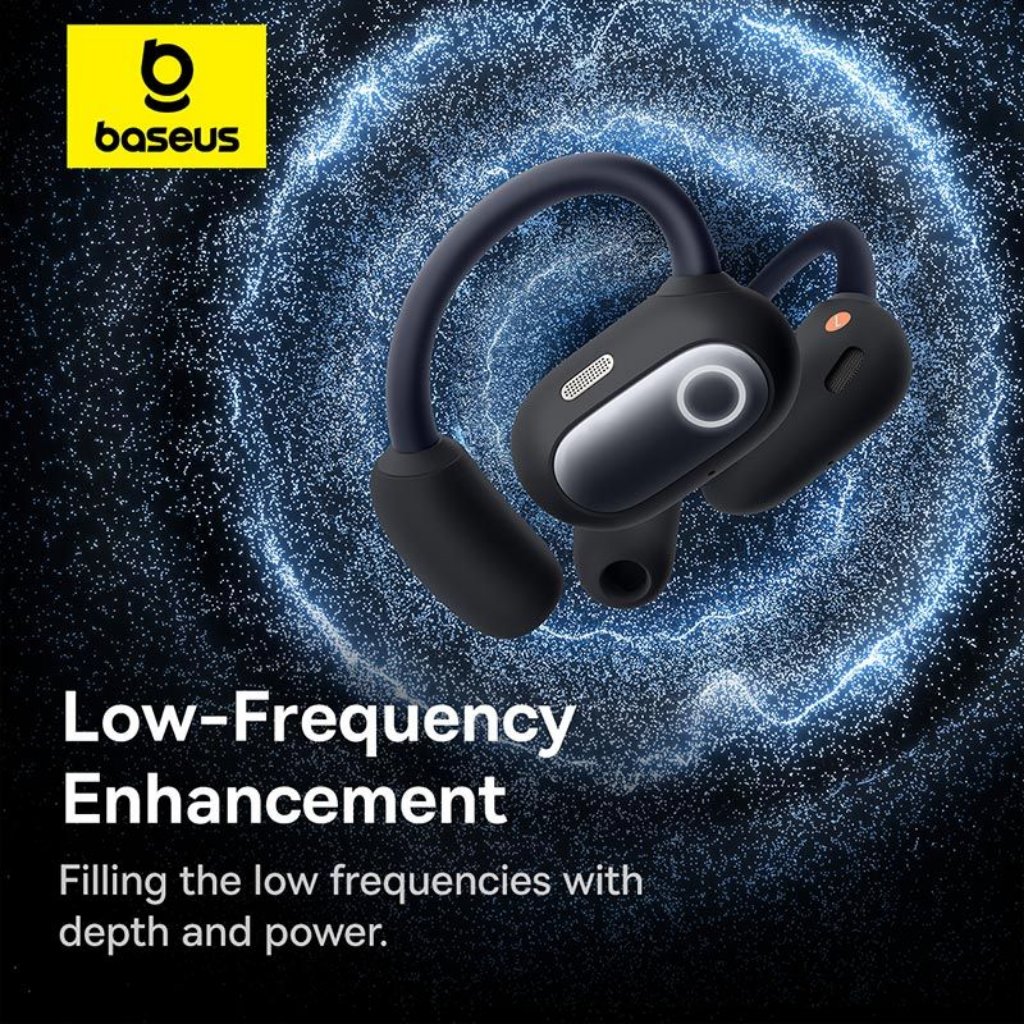 baseus
Low-Frequency
Enhancement
Filling the low frequencies with
depth and power.
L